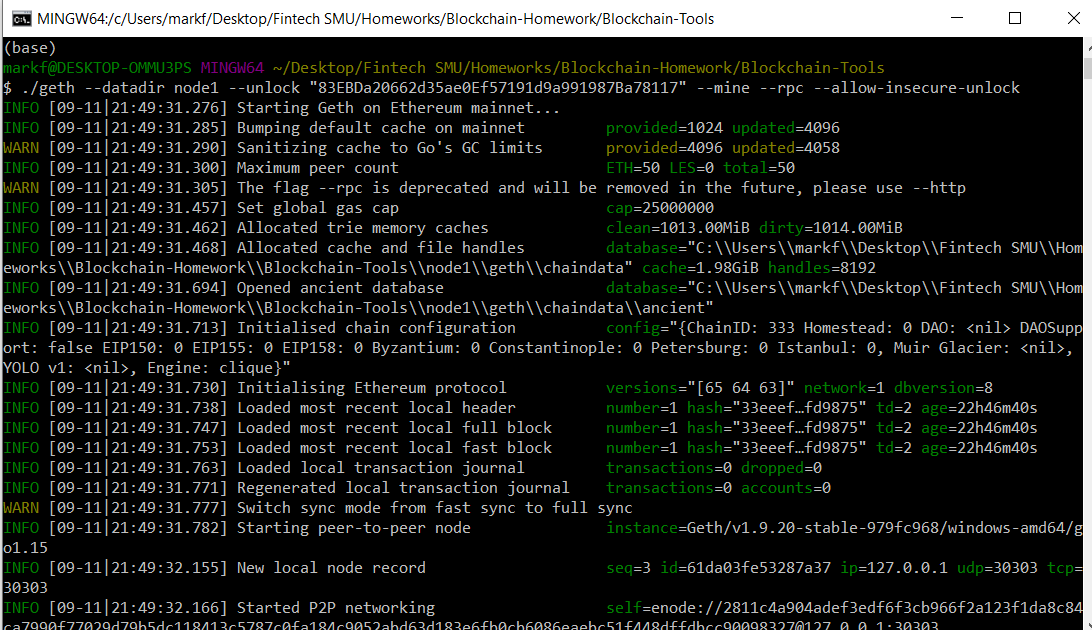 MINGW64:/c/Users/markf/Desktop/Fintech SMU/Homeworks/Blockchain-Homework/Blockchain-Tools
(base)
markf@DESKTOP-OMMU3PS MINGW64 ~/Desktop/Fintech SMU/Homeworks/Blockchain-Homework/Blockchain-Tools
$ ./geth --datadir node1 --unlock "83EBDa20662d35ae0Ef57191d9a991987Ba78117" --mine --rpc --allow-insecure-unlock
INFO [09-11|21:49:31.276] Starting Geth on Ethereum mainnet...
INFO [09-11|21:49:31.285] Bumping default cache on mainnet         provided=1024 updated=4096
WARN [09-11|21:49:31.290] Sanitizing cache to Go's GC limits       provided=4096 updated=4058
INFO [09-11|21:49:31.300] Maximum peer count                       ETH=50 LES=0 total=50
WARN [09-11|21:49:31.305] The flag --rpc is deprecated and will be removed in the future, please use --http
INFO [09-11|21:49:31.457] Set global gas cap                       cap=25000000
INFO [09-11|21:49:31.462] Allocated trie memory caches             clean=1013.00MiB dirty=1014.00MiB
INFO [09-11|21:49:31.468] Allocated cache and file handles         database="C:\\Users\\markf\\Desktop\\Fintech SMU\\Hom
eworks\\Blockchain-Homework\\Blockchain-Tools\\node1\\geth\\chaindata" cache=1.98GiB handles=8192
INFO [09-11|21:49:31.694] Opened ancient database                  database="C:\\Users\\markf\\Desktop\\Fintech SMU\\Hom
eworks\\Blockchain-Homework\\Blockchain-Tools\\node1\\geth\\chaindata\\ancient"
INFO [09-11|21:49:31.713] Initialised chain configuration          config="{ChainID: 333 Homestead: 0 DAO: <nil> DAOSupp
ort: false EIP150: 0 EIP155: 0 EIP158: 0 Byzantium: 0 Constantinople: 0 Petersburg: 0 Istanbul: 0, Muir Glacier: <nil>,
YOLO v1: <nil>, Engine: clique}"
INFO [09-11|21:49:31.730] Initialising Ethereum protocol           versions="[65 64 63]" network=1 dbversion=8
INFO [09-11|21:49:31.738] Loaded most recent local header          number=1 hash="33eeef…fd9875" td=2 age=22h46m40s
INFO [09-11|21:49:31.747] Loaded most recent local full block      number=1 hash="33eeef…fd9875" td=2 age=22h46m40s
INFO [09-11|21:49:31.753] Loaded most recent local fast block      number=1 hash="33eeef…fd9875" td=2 age=22h46m40s
INFO [09-11|21:49:31.763] Loaded local transaction journal         transactions=0 dropped=0
INFO [09-11|21:49:31.771] Regenerated local transaction journal    transactions=0 accounts=0
WARN [09-11|21:49:31.777] Switch sync mode from fast sync to full sync
INFO [09-11|21:49:31.782] Starting peer-to-peer node               instance=Geth/v1.9.20-stable-979fc968/windows-amd64/g
o1.15
INFO [09-11|21:49:32.155] New local node record                    seq=3 id=61da03fe53287a37 ip=127.0.0.1 udp=30303 tcp=
30303
INFO [09-11|21:49:32.166] Started P2P networking                   self=enode://2811c4a904adef3edf6f3cb966f2a123f1da8c84
ca7990f77029d79b5dc118413c5787c0fa184c9052abd63d183e6fb0cb6086eaebc51f448dffdbcc90098327@127.0.0.1:30303